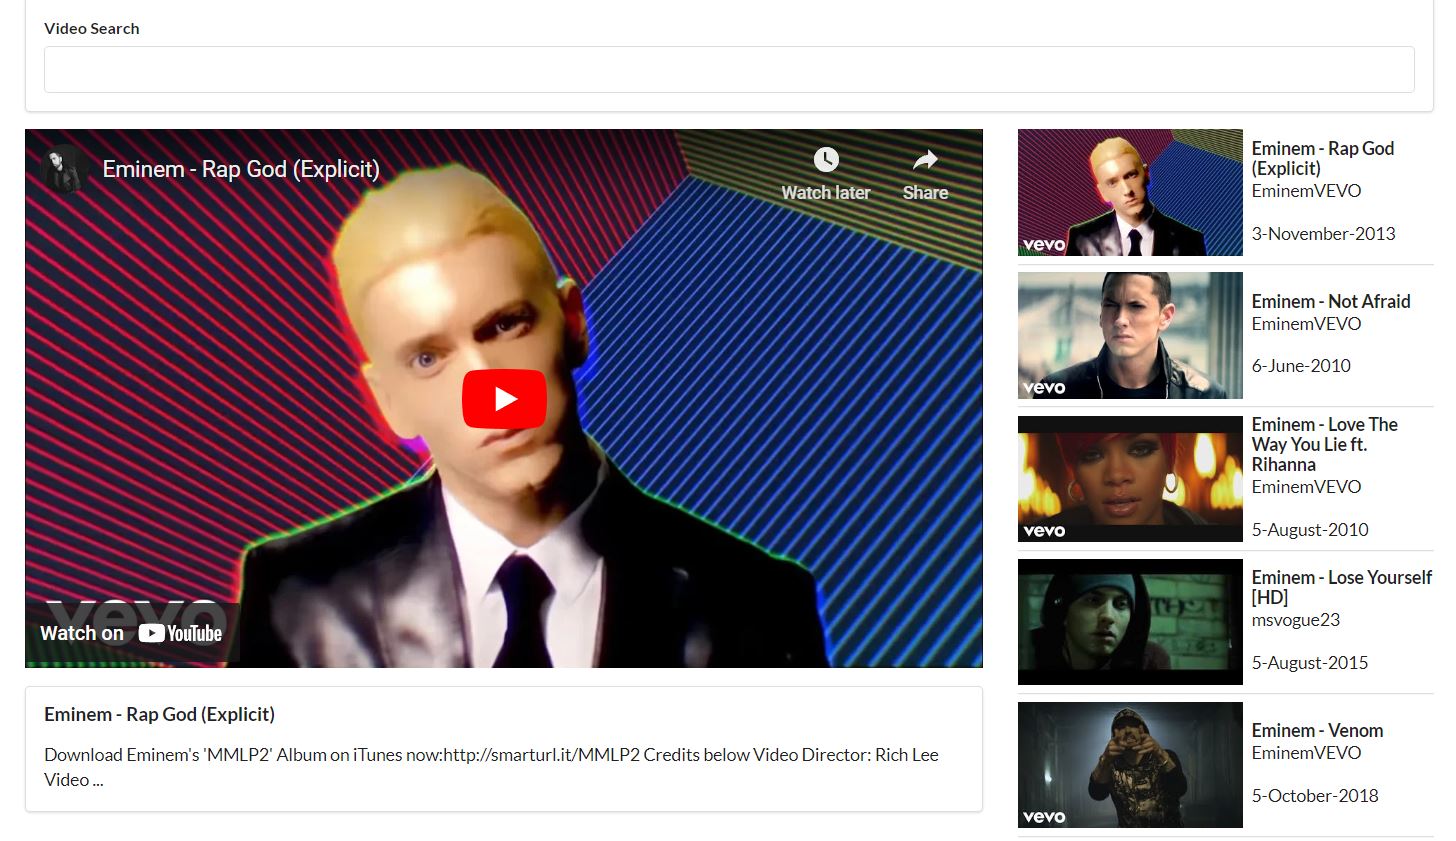 Video Search
Eminem - Rap God (Explicit)
Watch later
Share
vevo
Watch on YouTube
Eminem - Rap God (Explicit)
Download Eminem's 'MMLP2' Album on iTunes now:http://smarturl.it/MMLP2 Credits below Video Director: Rich Lee
Video ...
vevo
Eminem - Rap God
(Explicit)
EminemVEVO
3-November-2013
vevo
Eminem - Not Afraid
EminemVEVO
6-June-2010
vevo
Eminem - Love The
Way You Lie ft.
Rihanna
EminemVEVO
5-August-2010
Eminem - Lose Yourself
[HD]
msvogue23
5-August-2015
vevo
Eminem - Venom
EminemVEVO
5-October-2018